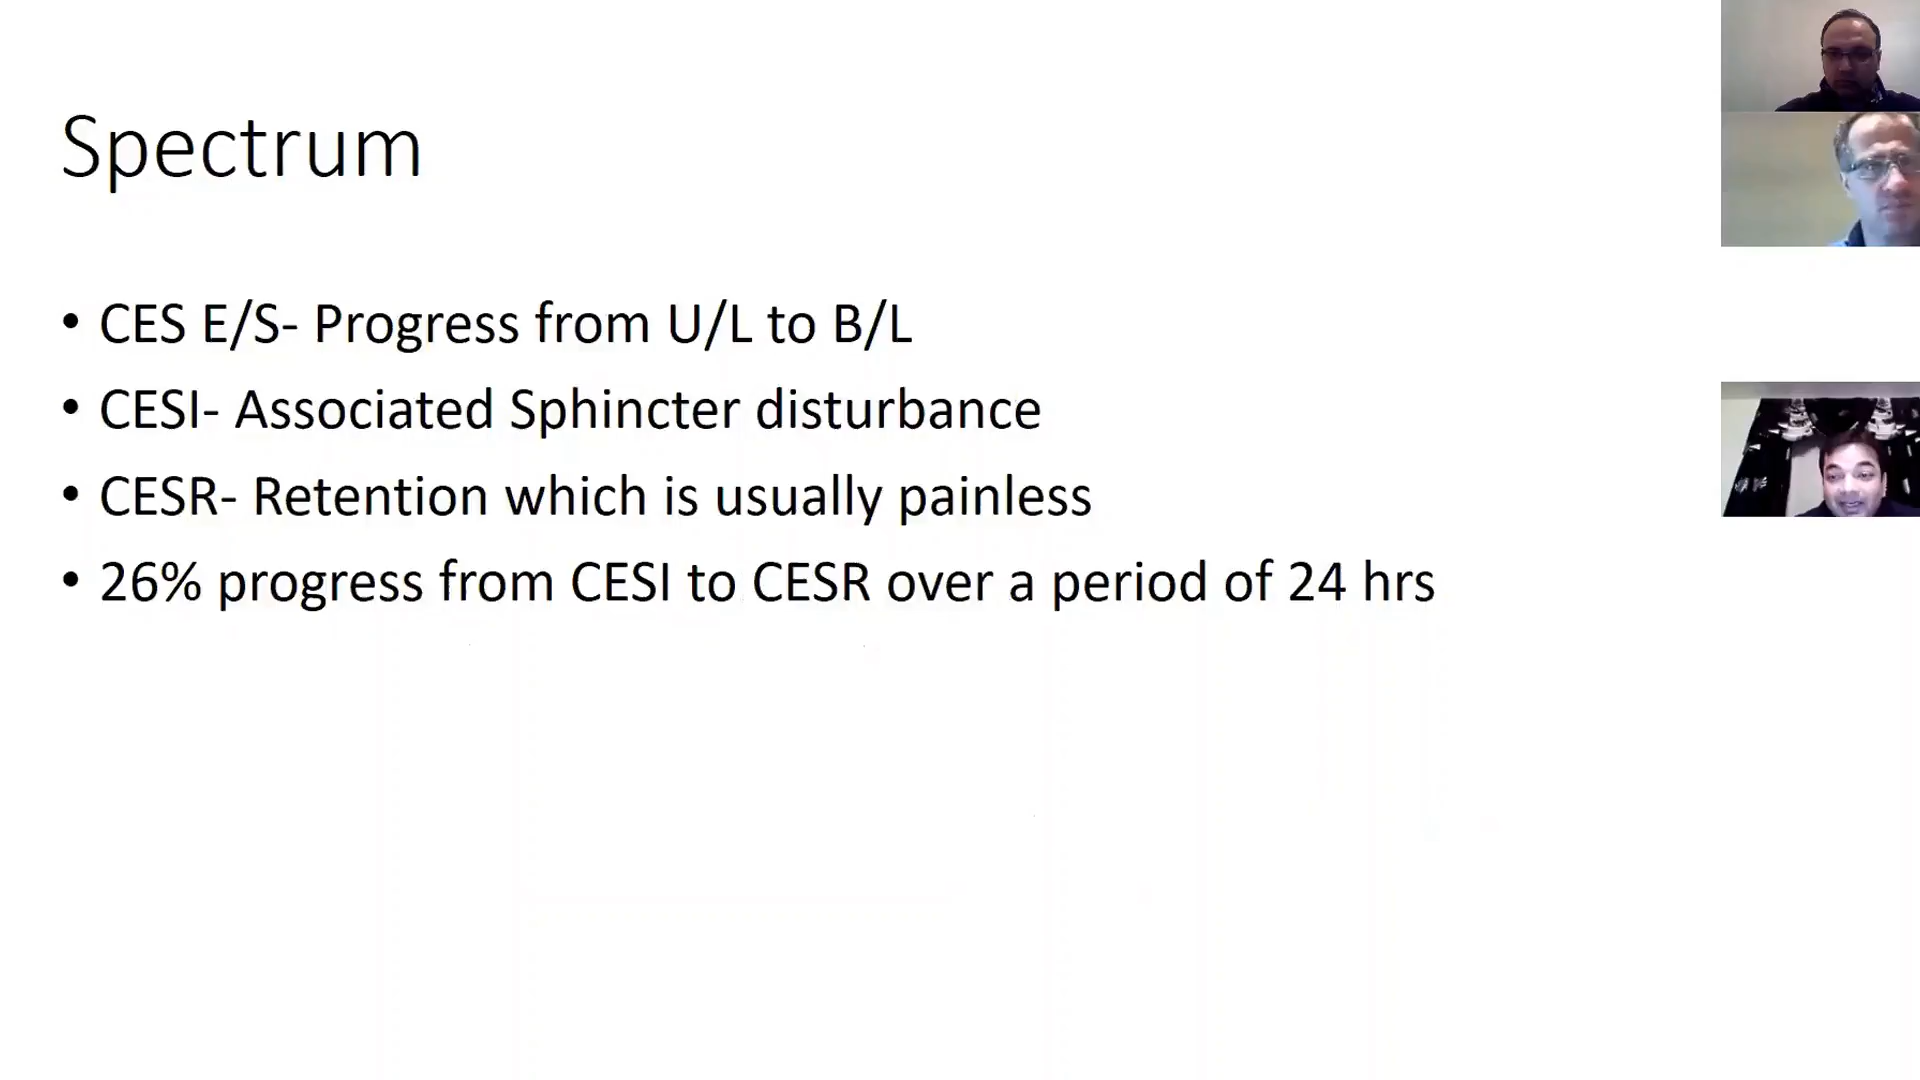 Spectrum
• CES E/S- Progress from U/L to B/L
• CESI- Associated Sphincter disturbance
• CESR- Retention which is usually painless
• 26% progress from CESI to CESR over a period of 24 hrs